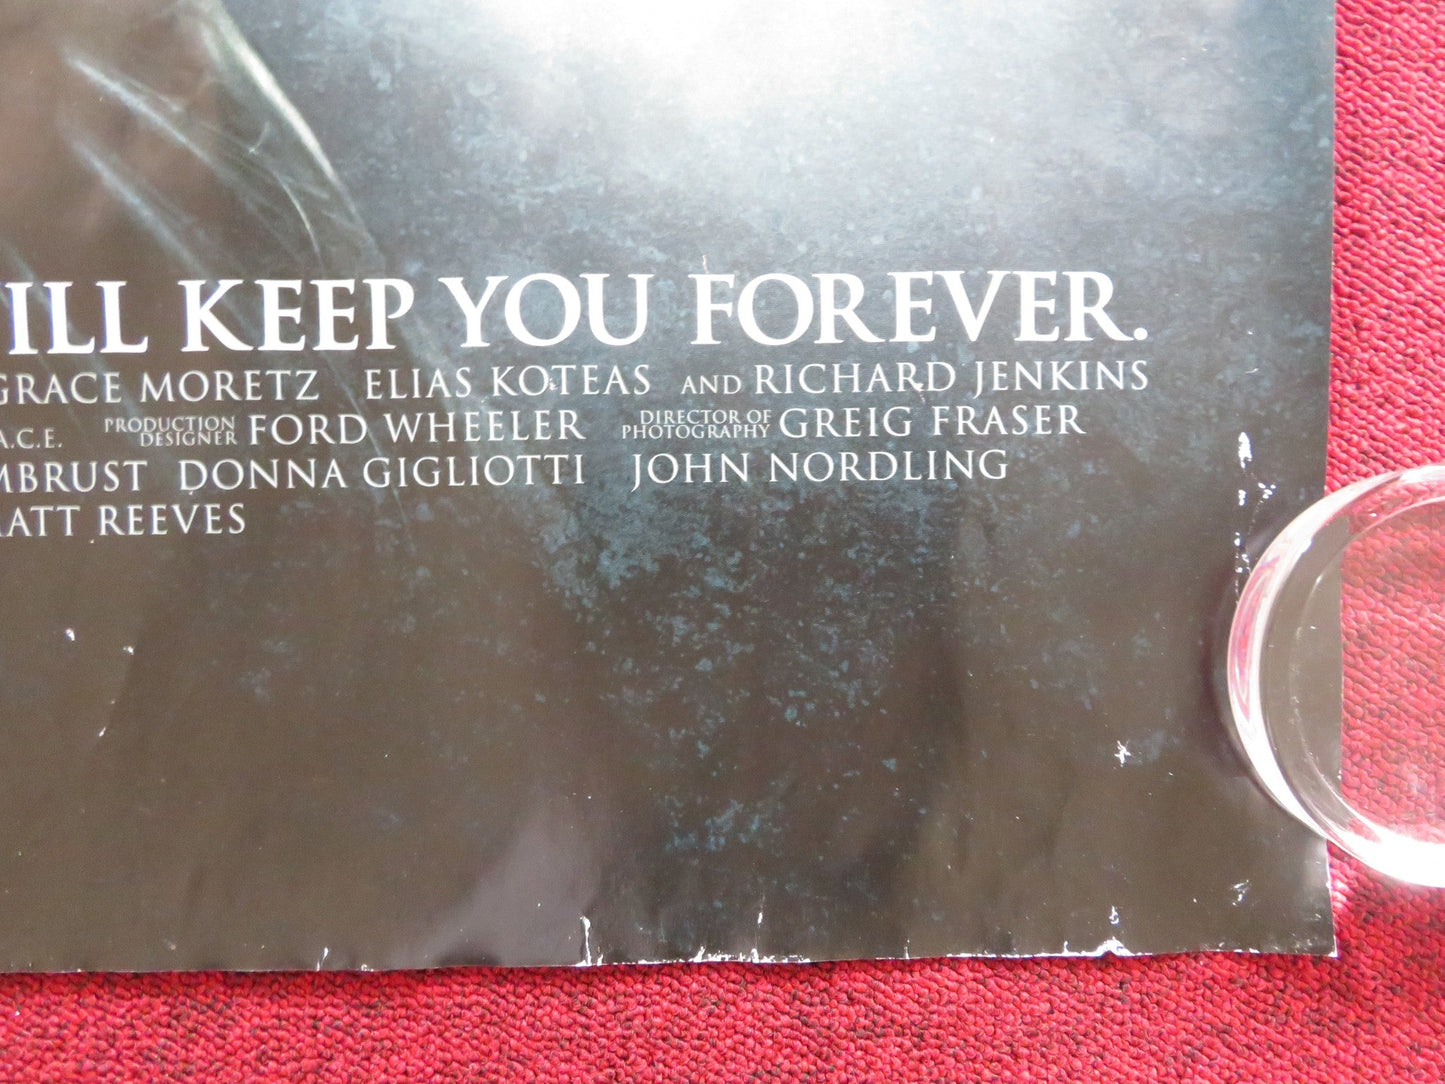 ILL KEEP YOU FOREVER.
GRACE MORETZ ELIAS KOTEAS AND RICHARD JENKINS
A.C.E. PRODUCTION DESIGNER FORD WHEELER DIRECTOR OF PHOTOGRAPHY GREIG FRASER
MBRUST DONNA GIGLIOTTI JOHN NORDLING
MATT REEVES